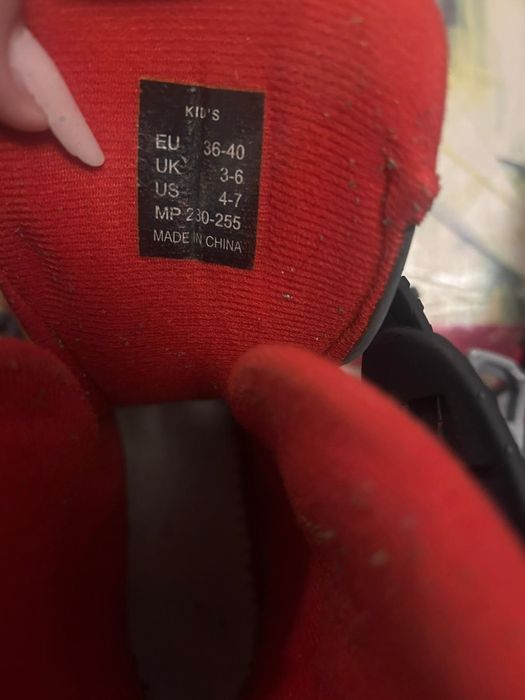 KID'S
EU 36-40
UK 3-6
US 4-7
MP 230-255
MADE IN CHINA